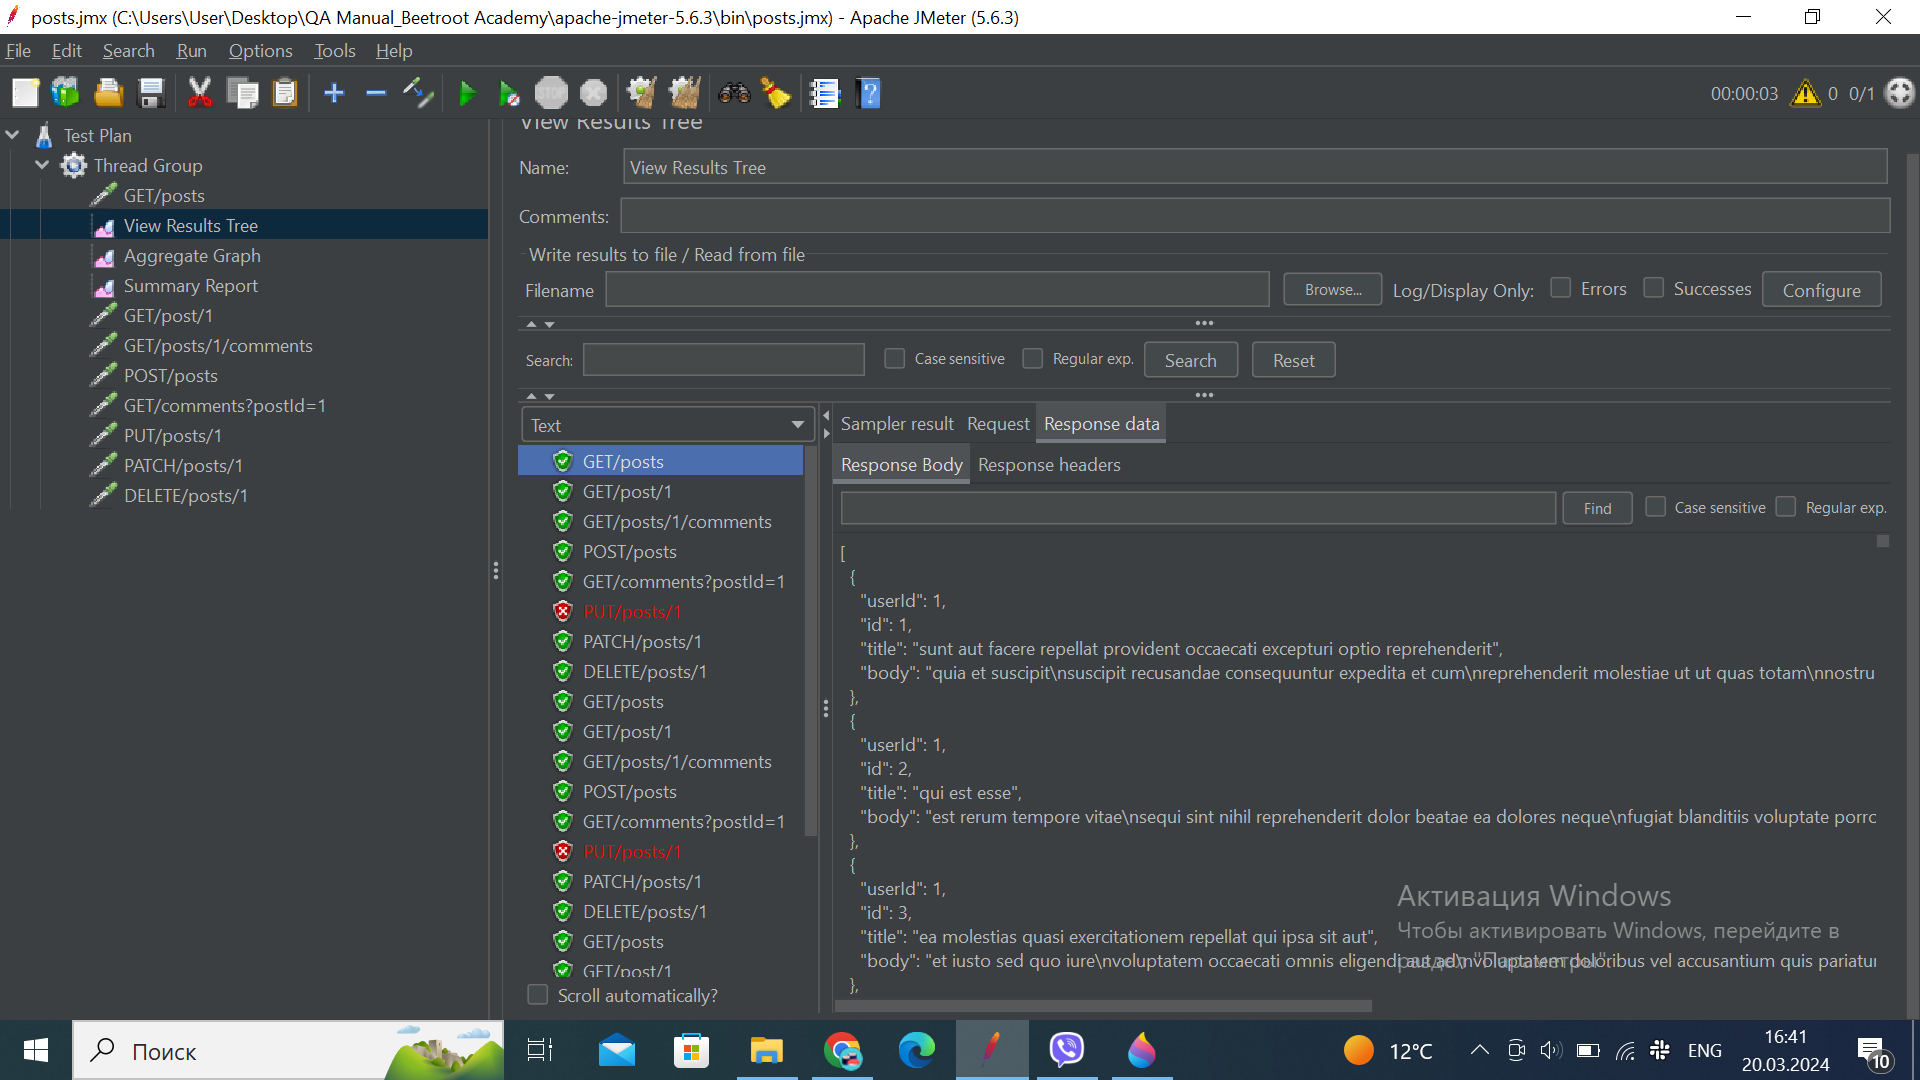 posts.jmx (C:\Users\User\Desktop\QA Manual_Beetroot Academy\apache-jmeter-5.6.3\bin\posts.jmx) - Apache JMeter (5.6.3)
File Edit Search Run Options Tools Help
STOP
00:00:03 0 0/1
Test Plan
Thread Group
GET/posts
View Results Tree
Aggregate Graph
Summary Report
GET/post/1
GET/posts/1/comments
POST/posts
GET/comments?postId=1
PUT/posts/1
PATCH/posts/1
DELETE/posts/1
View Results Tree
Name: View Results Tree
Comments:
Write results to file / Read from file
Filename Browse... Log/Display Only: Errors Successes Configure
Search: Case sensitive Regular exp. Search Reset
Text
GET/posts
GET/post/1
GET/posts/1/comments
POST/posts
GET/comments?postId=1
PUT/posts/1
PATCH/posts/1
DELETE/posts/1
GET/posts
GET/post/1
GET/posts/1/comments
POST/posts
GET/comments?postId=1
PUT/posts/1
PATCH/posts/1
DELETE/posts/1
GET/posts
GET/post/1
Scroll automatically?
Sampler result Request Response data
Response Body Response headers
Find Case sensitive Regular exp.
[
{
"userId": 1,
"id": 1,
"title": "sunt aut facere repellat provident occaecati excepturi optio reprehenderit",
"body": "quia et suscipit\nsuscipit recusandae consequuntur expedita et cum\nreprehenderit molestiae ut ut quas totam\nnostru
},
{
"userId": 1,
"id": 2,
"title": "qui est esse",
"body": "est rerum tempore vitae\nsequi sint nihil reprehenderit dolor beatae ea dolores neque\nfugiat blanditiis voluptate porro
},
{
"userId": 1,
"id": 3,
"title": "ea molestias quasi exercitationem repellat qui ipsa sit aut",
"body": "et iusto sed quo iure\nvoluptatem occaecati omnis eligendi aut ad\nvoluptatem doloribus vel accusantium quis pariatur
},
Активация Windows
Чтобы активировать Windows, перейдите в
раздел "Параметры".
Поиск
12°C
ENG
16:41
20.03.2024
10